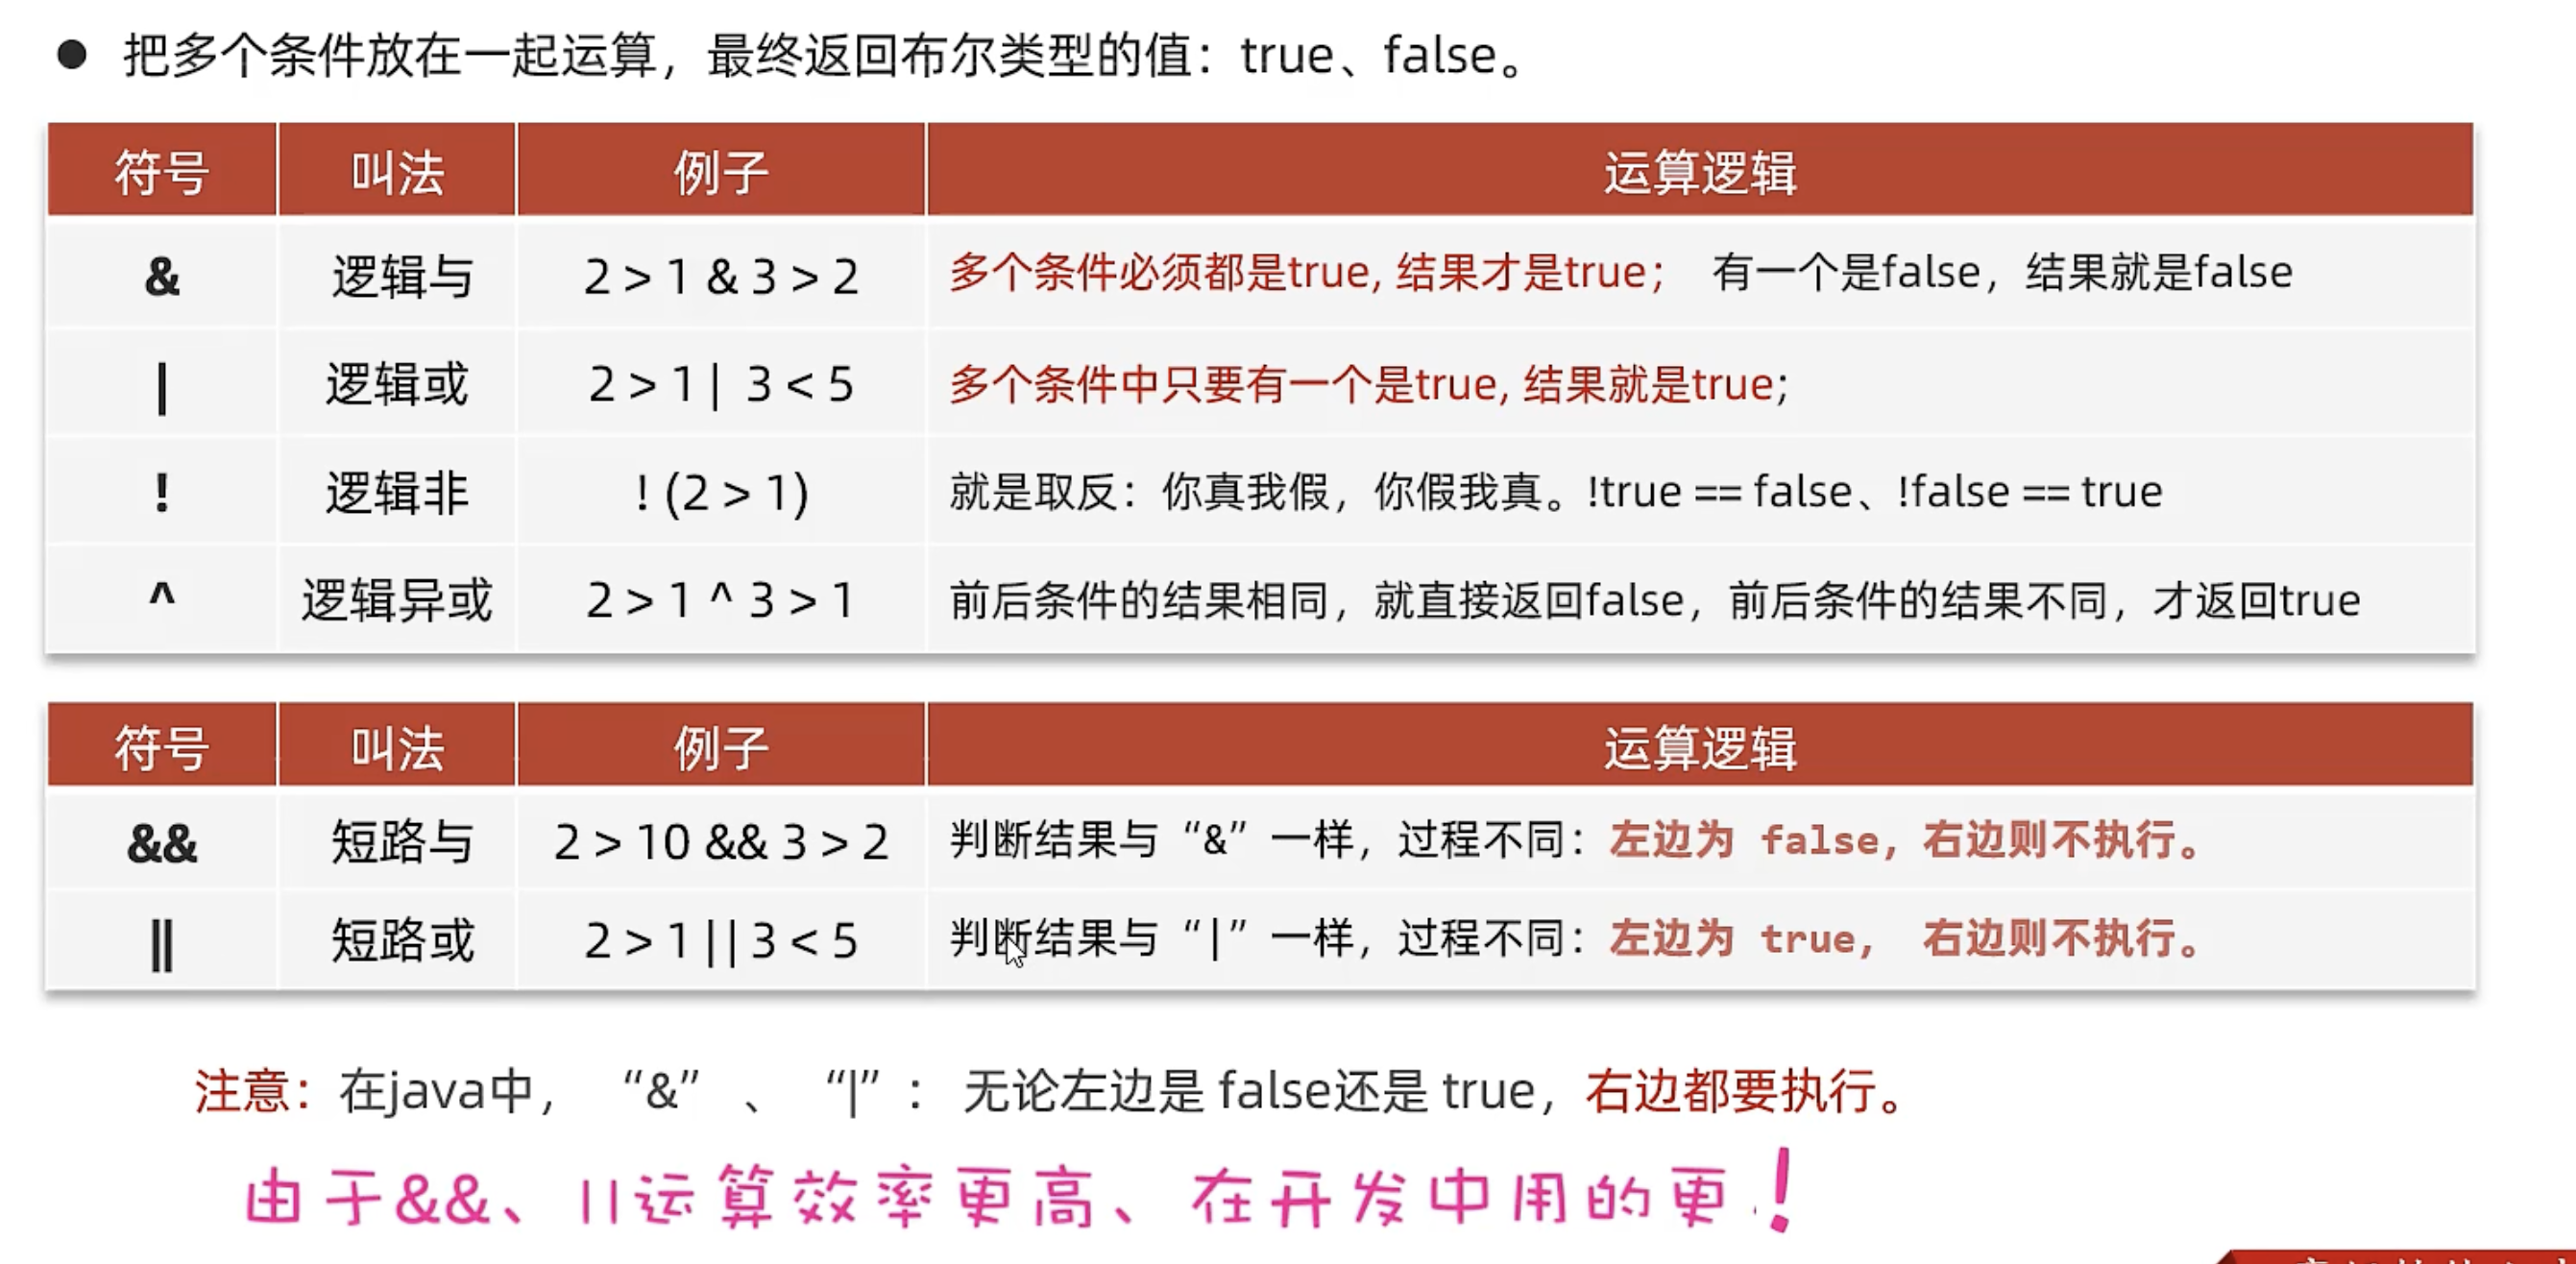 ● 把多个条件放在一起运算，最终返回布尔类型的值：true、false。
符号 叫法 例子 运算逻辑
& 逻辑与 2 > 1 & 3 > 2 多个条件必须都是true, 结果才是true； 有一个是false，结果就是false
| 逻辑或 2 > 1 | 3 < 5 多个条件中只要有一个是true, 结果就是true;
! 逻辑非 ! (2 > 1) 就是取反：你真我假，你假我真。!true == false、!false == true
^ 逻辑异或 2 > 1 ^ 3 > 1 前后条件的结果相同，就直接返回false，前后条件的结果不同，才返回true
符号 叫法 例子 运算逻辑
&& 短路与 2 > 10 && 3 > 2 判断结果与“&”一样，过程不同：左边为 false，右边则不执行。
|| 短路或 2 > 1 || 3 < 5 判断结果与“|”一样，过程不同：左边为 true， 右边则不执行。
注意：在java中， “&” 、 “|” ： 无论左边是 false还是 true，右边都要执行。
由于&&、||运算效率更高、在开发中用的更!